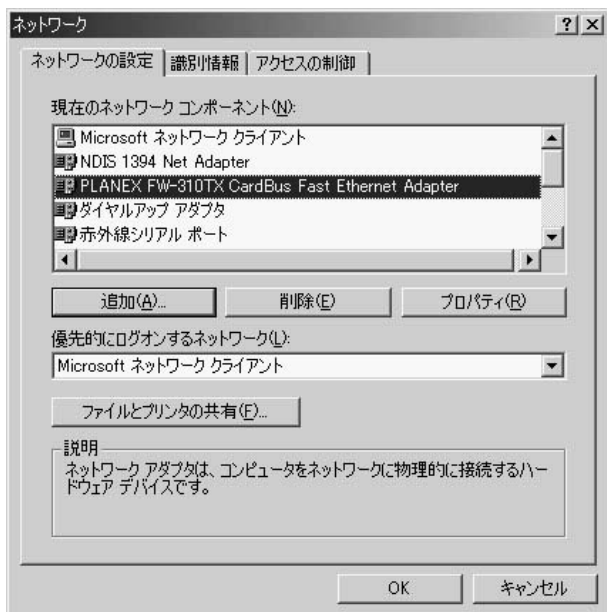 ネットワーク
ネットワークの設定 識別情報 アクセスの制御
現在のネットワーク コンポーネント(N):
Microsoft ネットワーク クライアント
NDIS 1394 Net Adapter
PLANEX FW-310TX CardBus Fast Ethernet Adapter
ダイヤルアップ アダプタ
赤外線シリアル ポート
追加(A)... 削除(E) プロパティ(R)
優先的にログオンするネットワーク(L):
Microsoft ネットワーク クライアント
ファイルとプリンタの共有(F)...
説明
ネットワーク アダプタは、コンピュータをネットワークに物理的に接続するハー
ドウェア デバイスです。
OK キャンセル